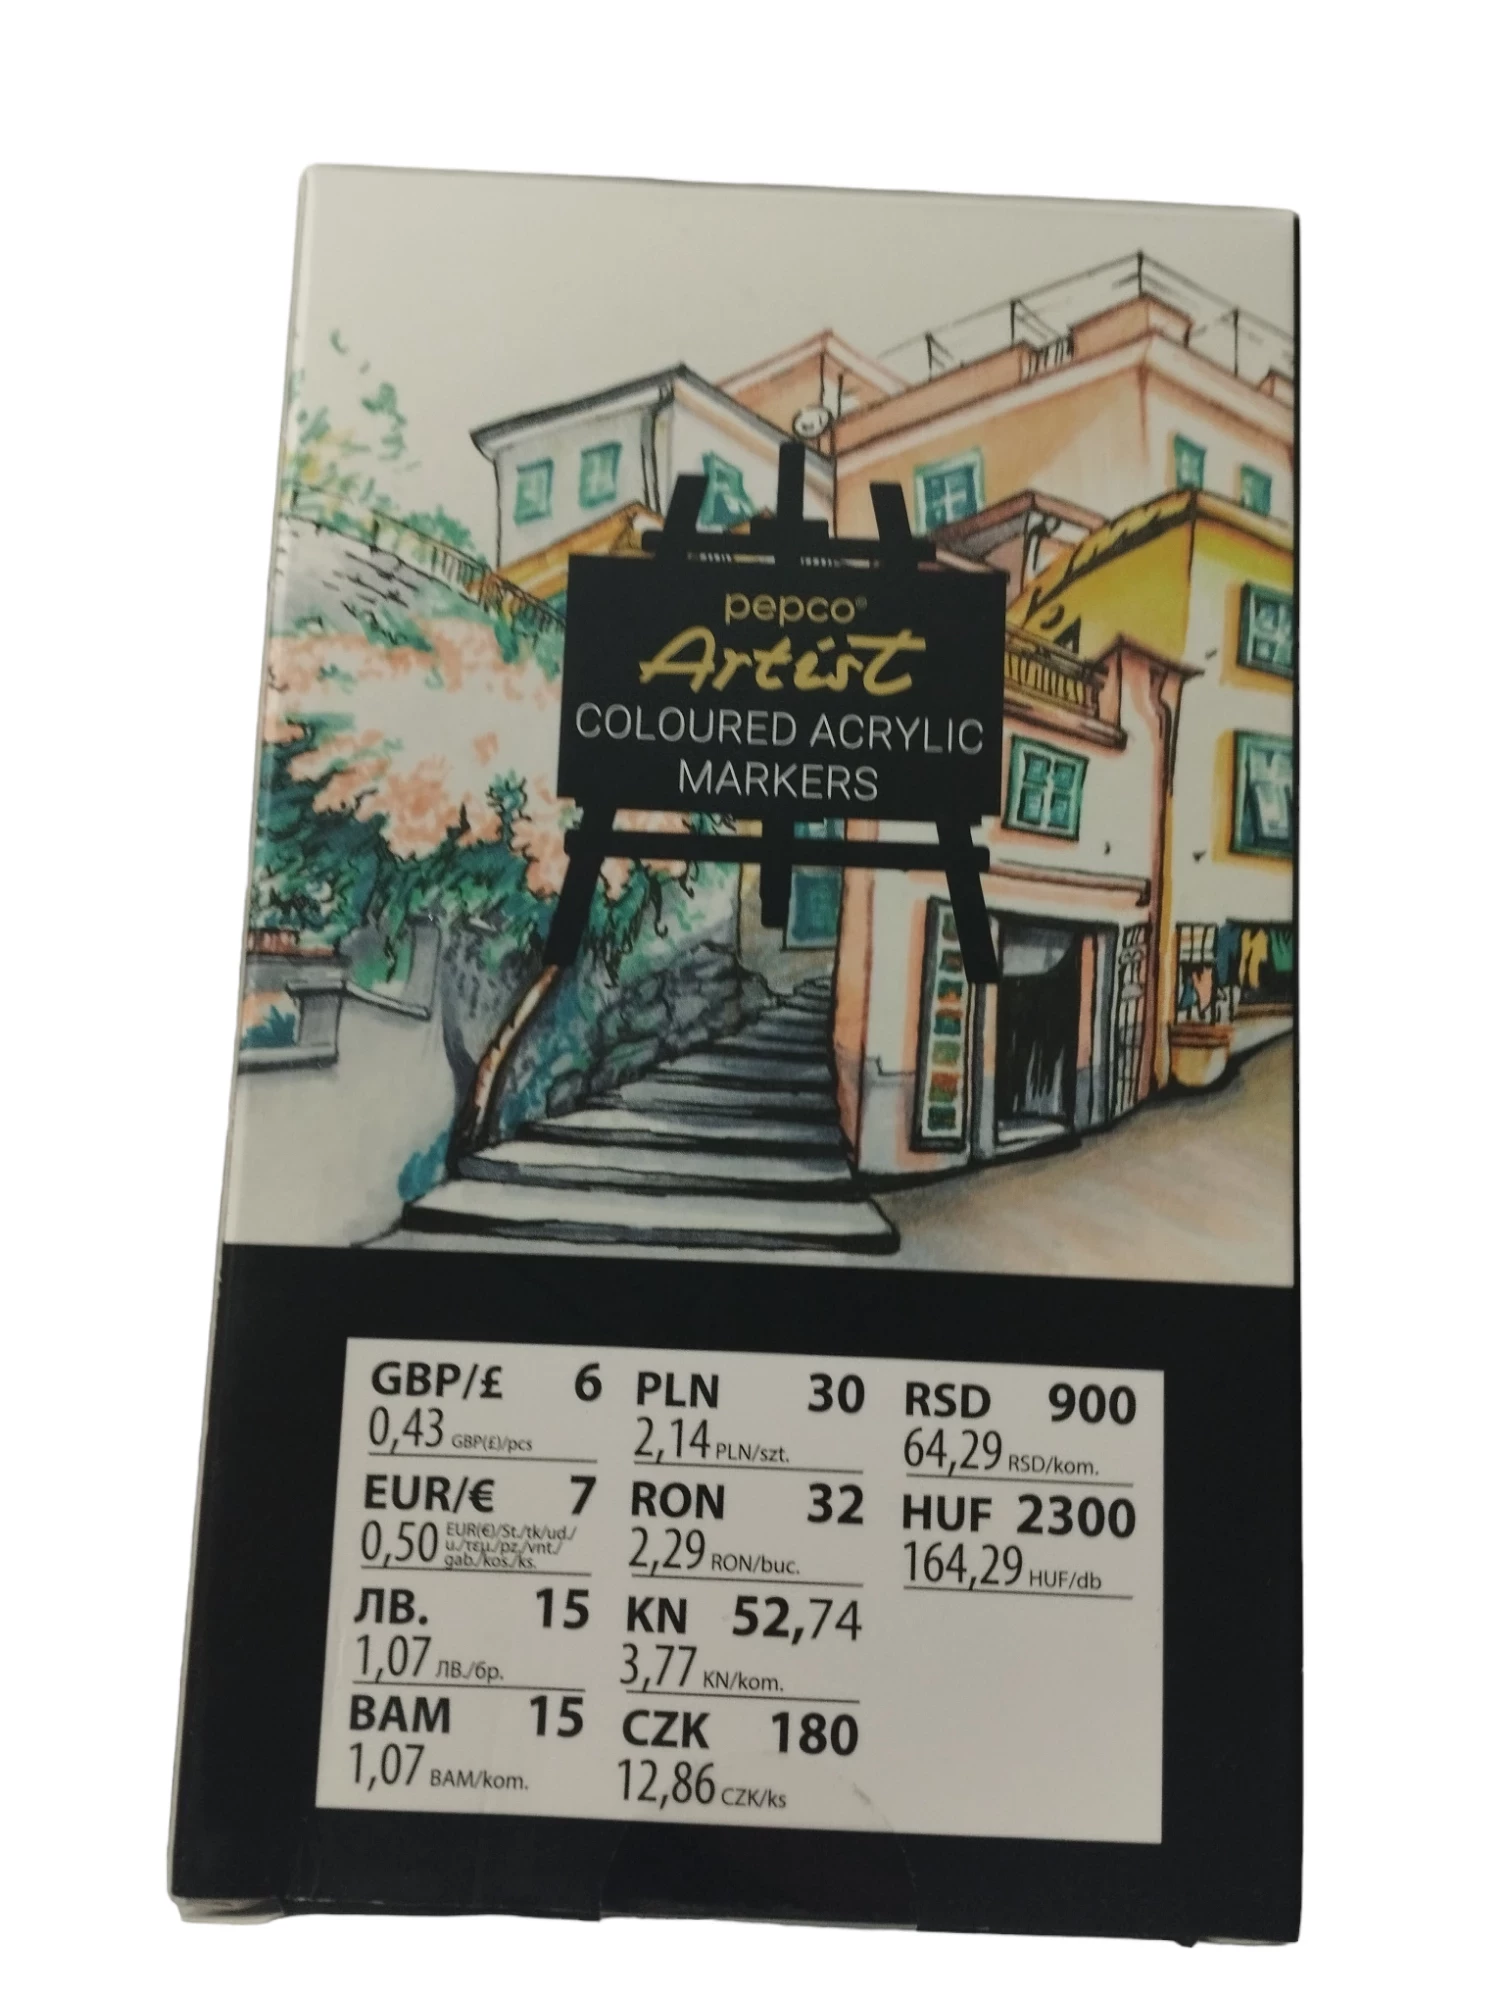 pepco®
Artist
COLOURED ACRYLIC
MARKERS
GBP/£ 6
0,43 GBP(£)/pcs
EUR/€ 7
0,50 EUR(€)/St./tk/ud./
u./τεμ./pz./vnt./
gab./kos./ks.
ЛВ. 15
1,07 ЛВ./бр.
BAM 15
1,07 BAM/kom.
PLN 30
2,14 PLN/szt.
RON 32
2,29 RON/buc.
KN 52,74
3,77 KN/kom.
CZK 180
12,86 CZK/ks
RSD 900
64,29 RSD/kom.
HUF 2300
164,29 HUF/db